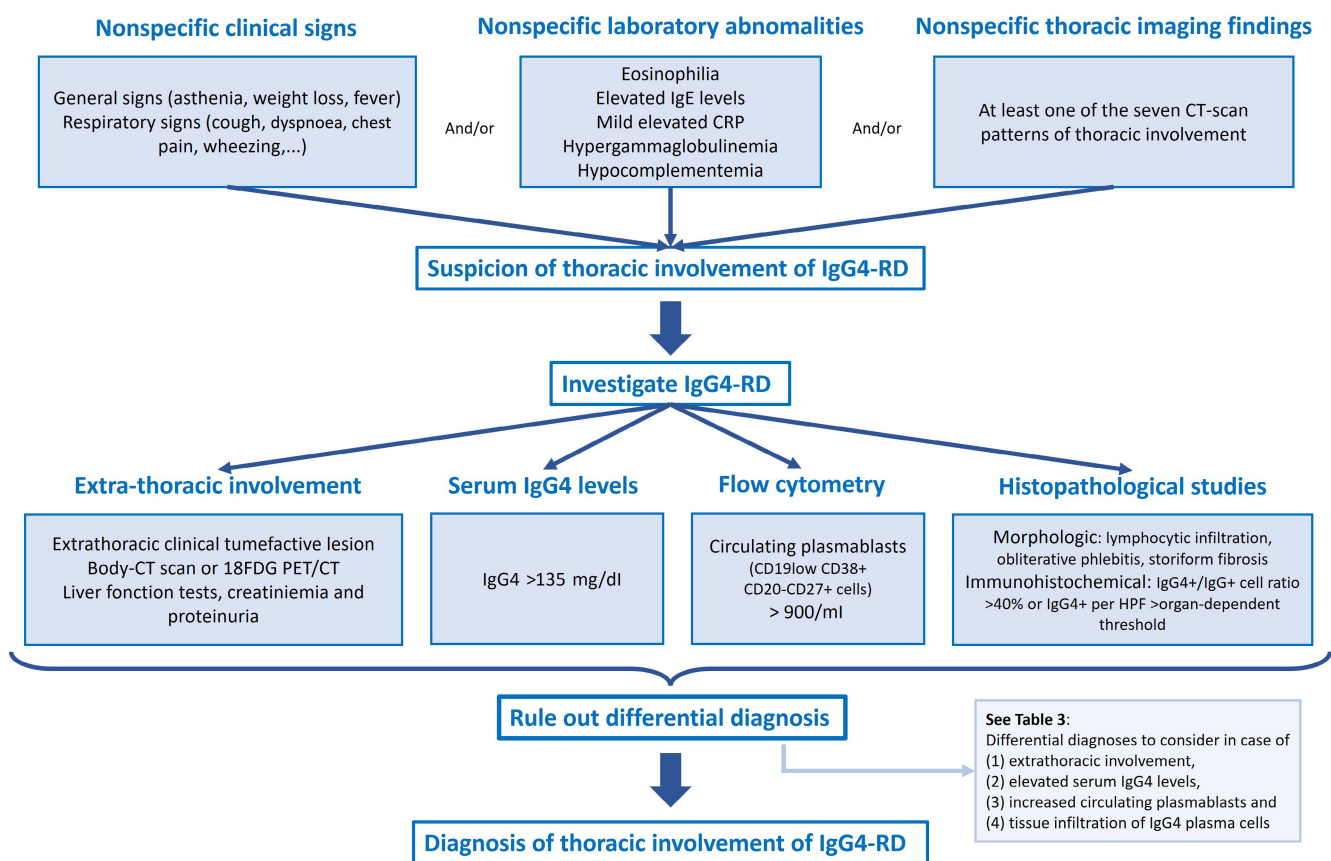 Nonspecific clinical signs
General signs (asthenia, weight loss, fever)
Respiratory signs (cough, dyspnoea, chest
pain, wheezing,...)
And/or
Nonspecific laboratory abnomalities
Eosinophilia
Elevated IgE levels
Mild elevated CRP
Hypergammaglobulinemia
Hypocomplementemia
And/or
Nonspecific thoracic imaging findings
At least one of the seven CT-scan
patterns of thoracic involvement
Suspicion of thoracic involvement of IgG4-RD
Investigate IgG4-RD
Extra-thoracic involvement
Extrathoracic clinical tumefactive lesion
Body-CT scan or 18FDG PET/CT
Liver fonction tests, creatiniemia and
proteinuria
Serum IgG4 levels
IgG4 >135 mg/dl
Flow cytometry
Circulating plasmablasts
(CD19low CD38+
CD20-CD27+ cells)
> 900/ml
Histopathological studies
Morphologic: lymphocytic infiltration,
obliterative phlebitis, storiform fibrosis
Immunohistochemical: IgG4+/IgG+ cell ratio
>40% or IgG4+ per HPF >organ-dependent
threshold
Rule out differential diagnosis
See Table 3:
Differential diagnoses to consider in case of
(1) extrathoracic involvement,
(2) elevated serum IgG4 levels,
(3) increased circulating plasmablasts and
(4) tissue infiltration of IgG4 plasma cells
Diagnosis of thoracic involvement of IgG4-RD